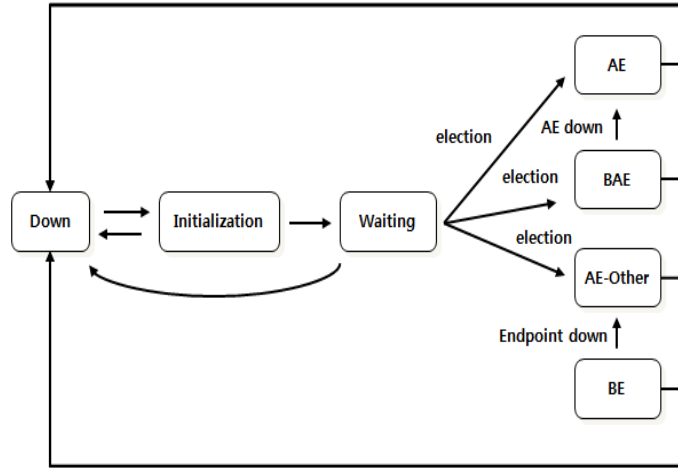 AE
election
AE down
election
BAE
Down
Initialization
Waiting
election
AE-Other
Endpoint down
BE